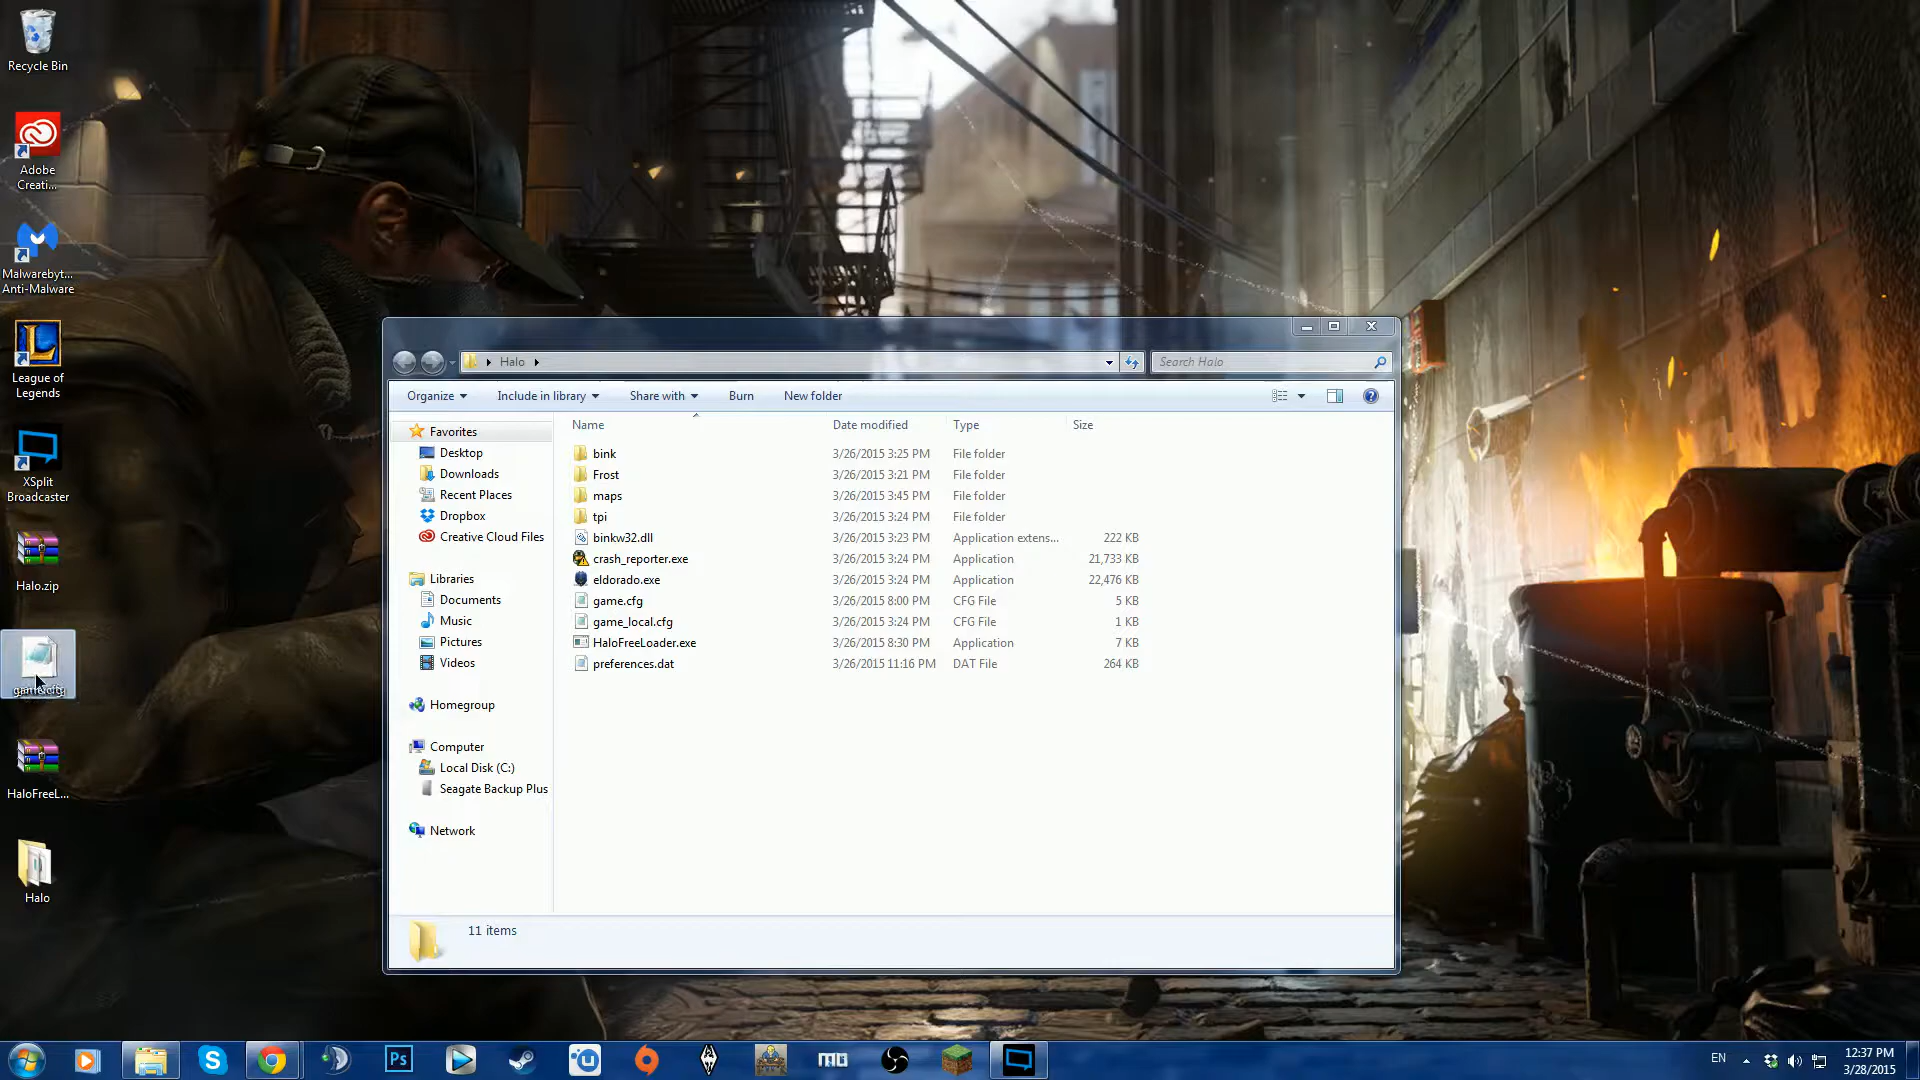 Recycle Bin
Adobe
Creati...
Malwareby t...
Anti-Malware
League of
Legends
XSplit
Broadcaster
Halo.zip
game.cfg
HaloFreeL...
Halo
Halo
Search Halo
Organize
Include in library
Share with
Burn
New folder
Name
Date modified
Type
Size
Favorites
Desktop
Downloads
Recent Places
Dropbox
Creative Cloud Files
Libraries
Documents
Music
Pictures
Videos
Homegroup
Computer
Local Disk (C:)
Seagate Backup Plus
Network
bink 3/26/2015 3:25 PM File folder
Frost 3/26/2015 3:21 PM File folder
maps 3/26/2015 3:45 PM File folder
tpi 3/26/2015 3:24 PM File folder
binkw32.dll 3/26/2015 3:23 PM Application extens... 222 KB
crash_reporter.exe 3/26/2015 3:24 PM Application 21,733 KB
eldorado.exe 3/26/2015 3:24 PM Application 22,476 KB
game.cfg 3/26/2015 8:00 PM CFG File 5 KB
game_local.cfg 3/26/2015 3:24 PM CFG File 1 KB
HaloFreeLoader.exe 3/26/2015 8:30 PM Application 7 KB
preferences.dat 3/26/2015 11:16 PM DAT File 264 KB
11 items
Ps
EN
12:37 PM
3/28/2015